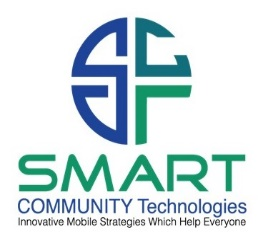 SMART
COMMUNITY Technologies
Innovative Mobile Strategies Which Help Everyone